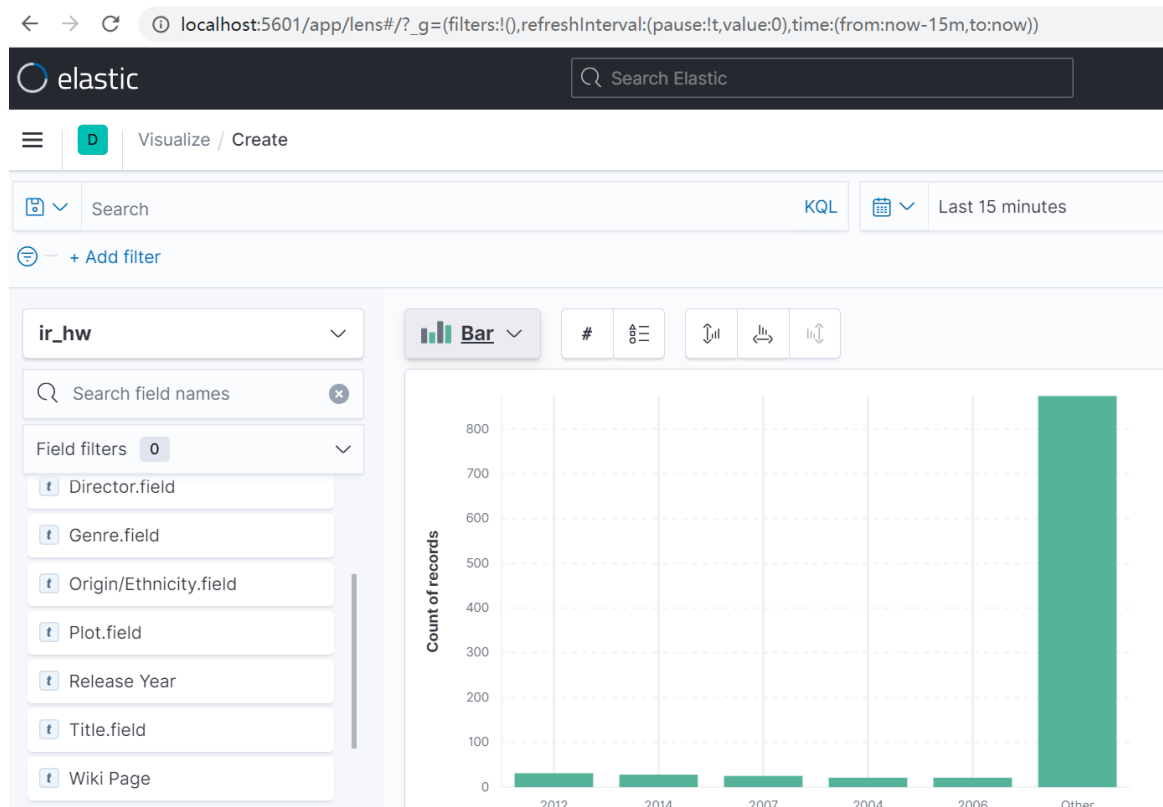 localhost:5601/app/lens#/?_g=(filters:!(),refreshInterval:(pause:!t,value:0),time:(from:now-15m,to:now))
elastic
Search Elastic
D
Visualize / Create
Search
KQL
Last 15 minutes
+ Add filter
ir_hw
Bar
#
Search field names
Field filters 0
t Director.field
t Genre.field
t Origin/Ethnicity.field
t Plot.field
t Release Year
t Title.field
t Wiki Page
Count of records
800
700
600
500
400
300
200
100
0
2012 2014 2007 2004 2006 Other